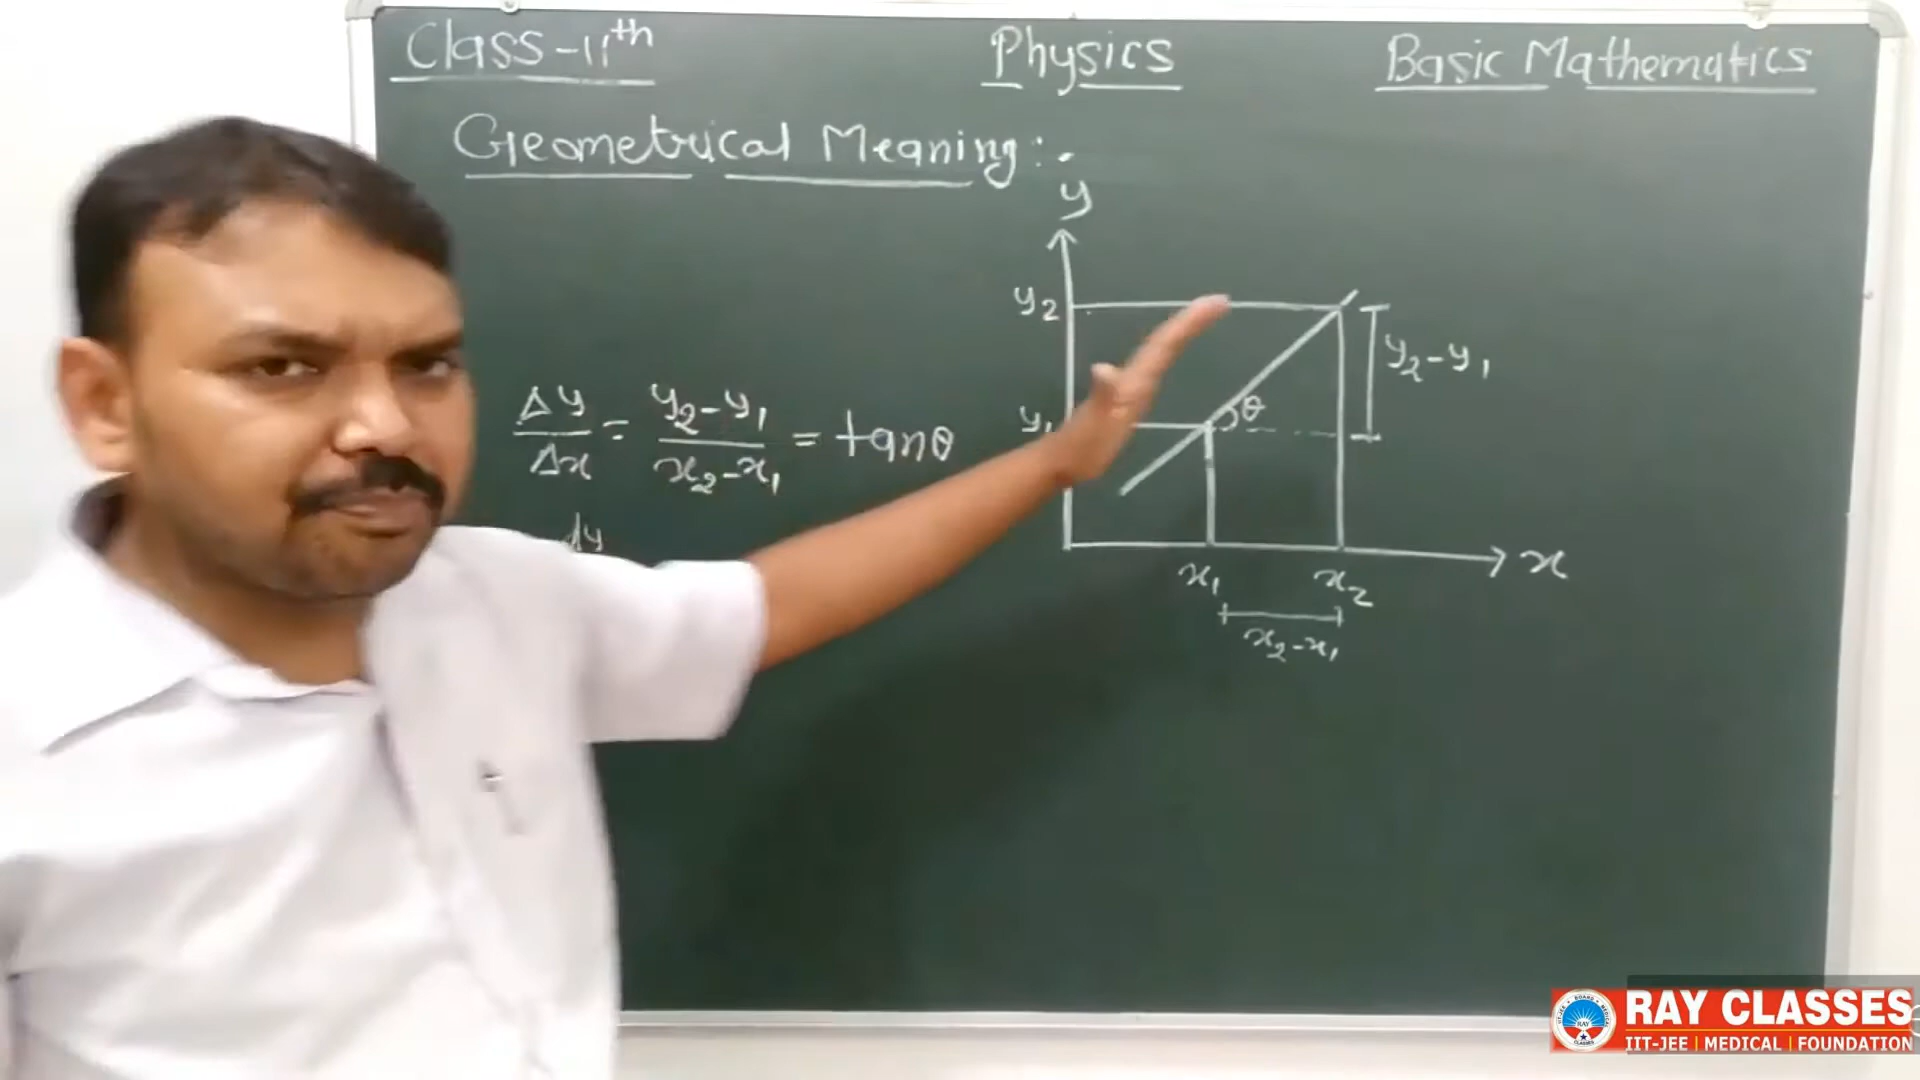 Class-11th Physics Basic Mathematics
Geometrical Meaning:-
y
y2
y2-y1
θ
Δy/Δx = y2-y1/x2-x1 = tanθ
y1
dy
x
x1 x2
x2-x1
RAY CLASSES
IIT-JEE | MEDICAL | FOUNDATION